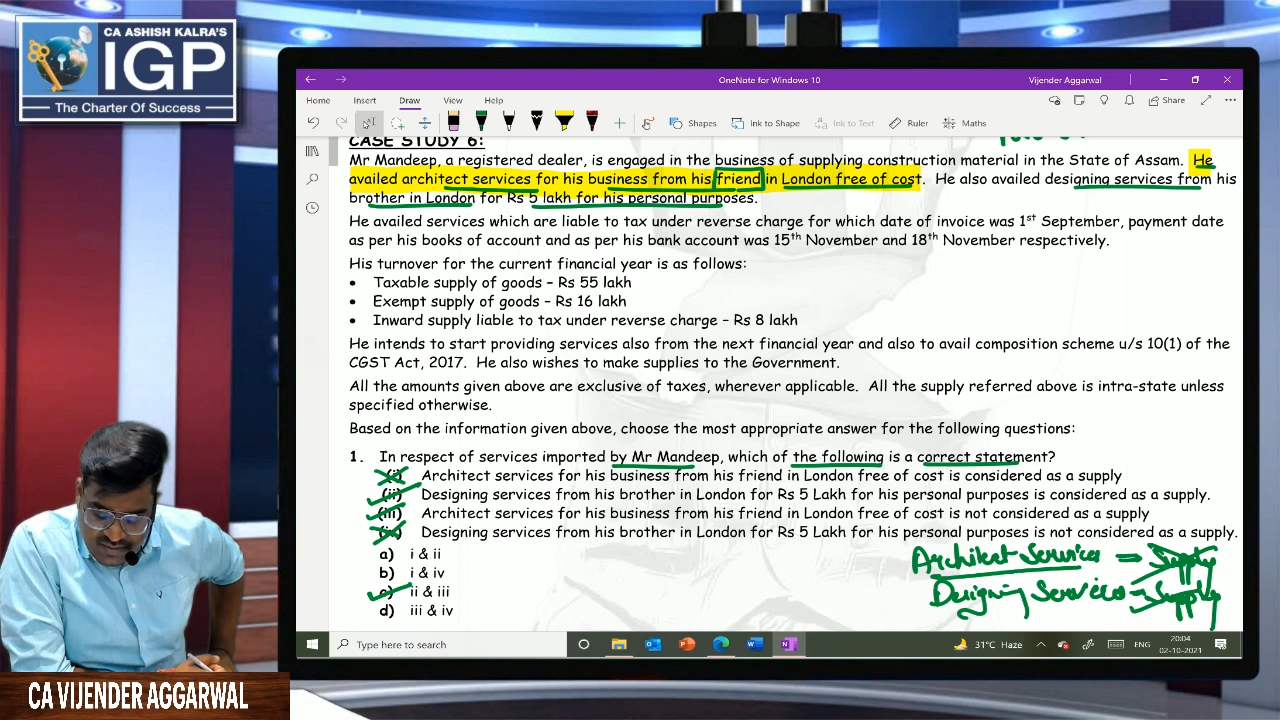 CA ASHISH KALRA'S
IGP
The Charter Of Success
OneNote for Windows 10
Vijender Aggarwal
Home Insert Draw View Help
Share
Shapes Ink to Shape Ink to Text Ruler Maths
CASE STUDY 6:
Mr Mandeep, a registered dealer, is engaged in the business of supplying construction material in the State of Assam. He
availed architect services for his business from his friend in London free of cost. He also availed designing services from his
brother in London for Rs 5 lakh for his personal purposes.
He availed services which are liable to tax under reverse charge for which date of invoice was 1st September, payment date
as per his books of account and as per his bank account was 15th November and 18th November respectively.
His turnover for the current financial year is as follows:
• Taxable supply of goods – Rs 55 lakh
• Exempt supply of goods – Rs 16 lakh
• Inward supply liable to tax under reverse charge – Rs 8 lakh
He intends to start providing services also from the next financial year and also to avail composition scheme u/s 10(1) of the
CGST Act, 2017. He also wishes to make supplies to the Government.
All the amounts given above are exclusive of taxes, wherever applicable. All the supply referred above is intra-state unless
specified otherwise.
Based on the information given above, choose the most appropriate answer for the following questions:
1. In respect of services imported by Mr Mandeep, which of the following is a correct statement?
(i) Architect services for his business from his friend in London free of cost is considered as a supply
(ii) Designing services from his brother in London for Rs 5 Lakh for his personal purposes is considered as a supply.
(iii) Architect services for his business from his friend in London free of cost is not considered as a supply
(iv) Designing services from his brother in London for Rs 5 Lakh for his personal purposes is not considered as a supply.
a) i & ii
b) i & iv
c) ii & iii
d) iii & iv
Architect Services = Supply
Designing Services = Supply
Type here to search
31°C Haze
ENG
20:04
02-10-2021
CA VIJENDER AGGARWAL